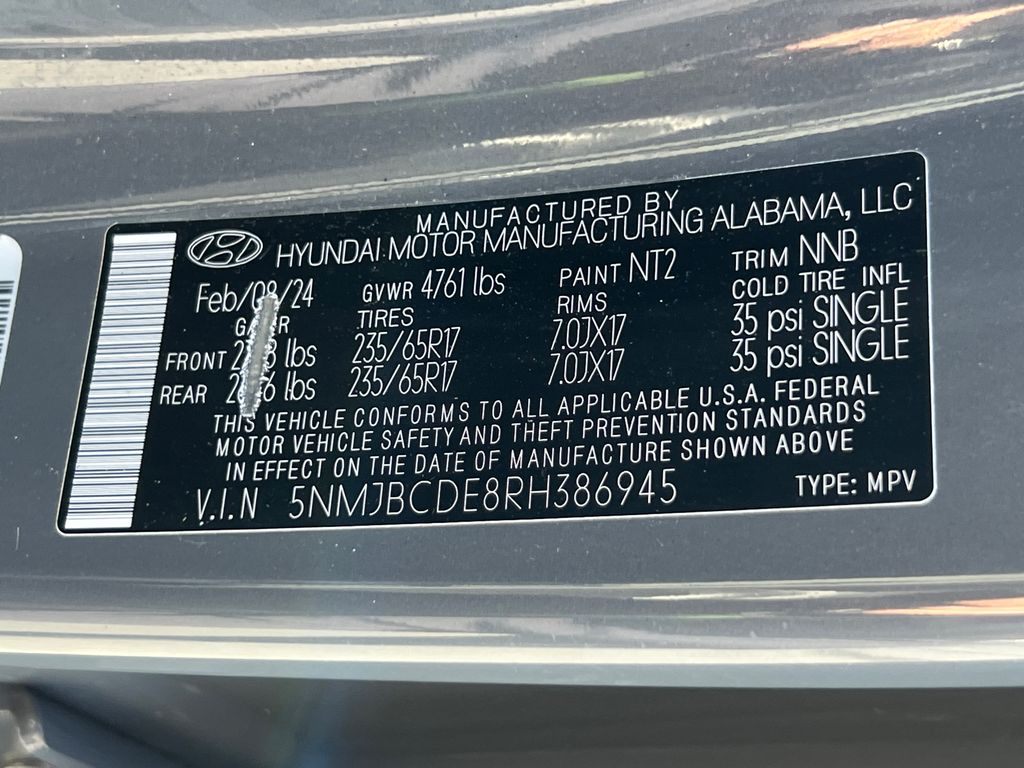 MANUFACTURED BY
HYUNDAI MOTOR MANUFACTURING ALABAMA, LLC
Feb/08/24 GVWR 4761 lbs PAINT NT2 TRIM NNB
TIRES RIMS COLD TIRE INFL
FRONT lbs 235/65R17 7.0JX17 35 psi SINGLE
REAR lbs 235/65R17 7.0JX17 35 psi SINGLE
THIS VEHICLE CONFORMS TO ALL APPLICABLE U.S.A. FEDERAL
MOTOR VEHICLE SAFETY AND THEFT PREVENTION STANDARDS
IN EFFECT ON THE DATE OF MANUFACTURE SHOWN ABOVE
V.I.N 5NMJBCDE8RH386945 TYPE: MPV